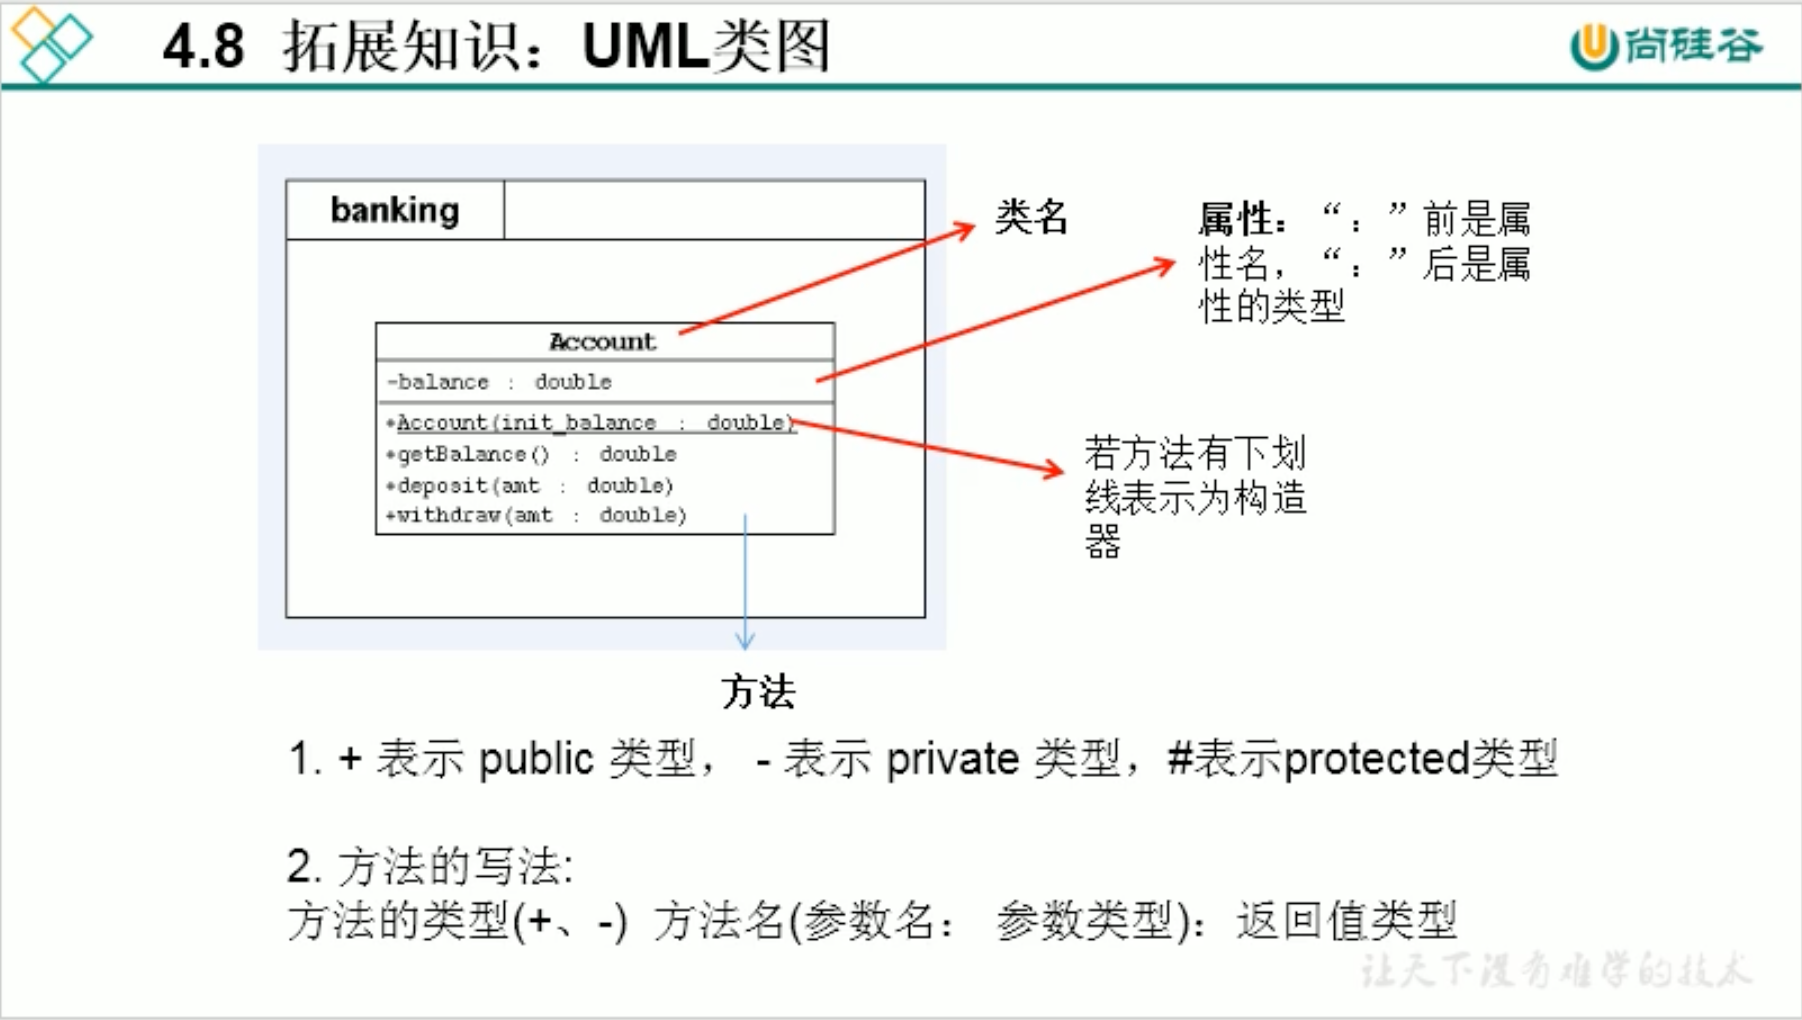 4.8 拓展知识：UML类图
尚硅谷
banking
类名
属性：“：”前是属
性名，“：”后是属
性的类型
Account
-balance : double
+Account(init_balance : double)
+getBalance() : double
+deposit(amt : double)
+withdraw(amt : double)
若方法有下划
线表示为构造
器
方法
1. + 表示 public 类型， - 表示 private 类型，#表示protected类型
2. 方法的写法:
方法的类型(+、-) 方法名(参数名： 参数类型)：返回值类型
让天下没有难学的技术